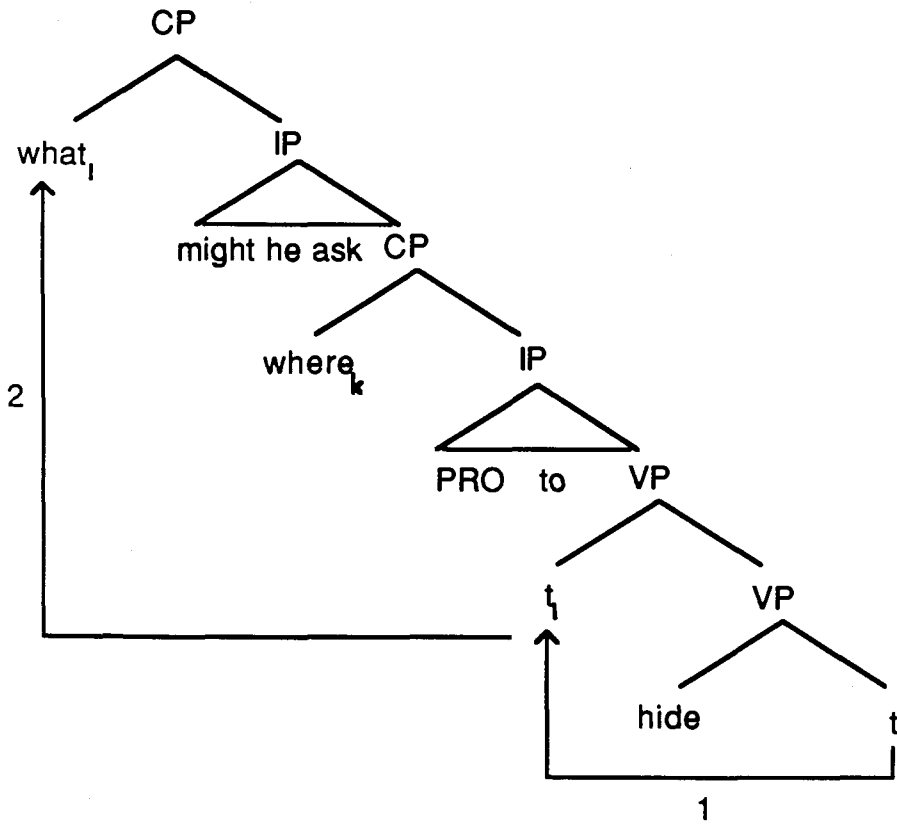 CP
what_i IP
might he ask CP
where_k IP
2
PRO to VP
t_i VP
hide t
1